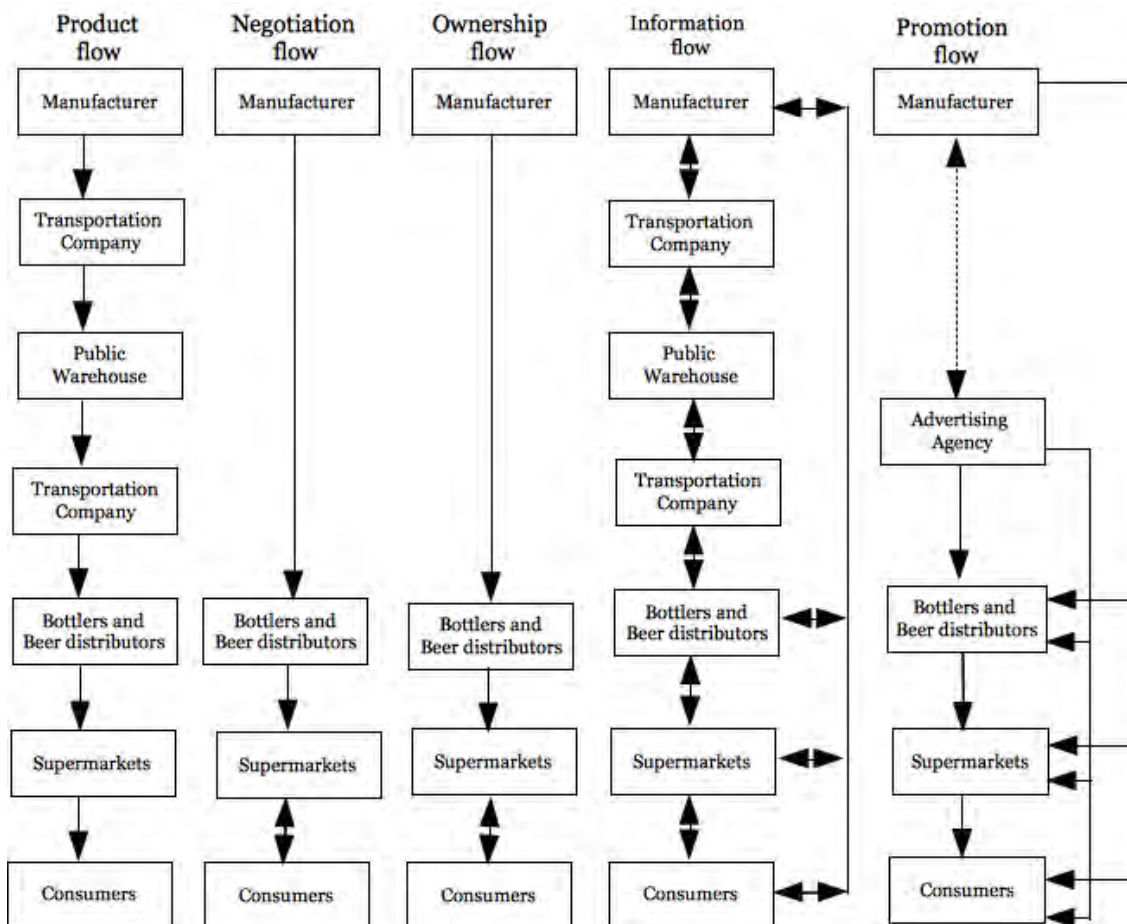 Product
flow
Manufacturer
Transportation
Company
Public
Warehouse
Transportation
Company
Bottlers and
Beer distributors
Supermarkets
Consumers
Negotiation
flow
Manufacturer
Bottlers and
Beer distributors
Supermarkets
Consumers
Ownership
flow
Manufacturer
Bottlers and
Beer distributors
Supermarkets
Consumers
Information
flow
Manufacturer
Transportation
Company
Public
Warehouse
Transportation
Company
Bottlers and
Beer distributors
Supermarkets
Consumers
Promotion
flow
Manufacturer
Advertising
Agency
Bottlers and
Beer distributors
Supermarkets
Consumers